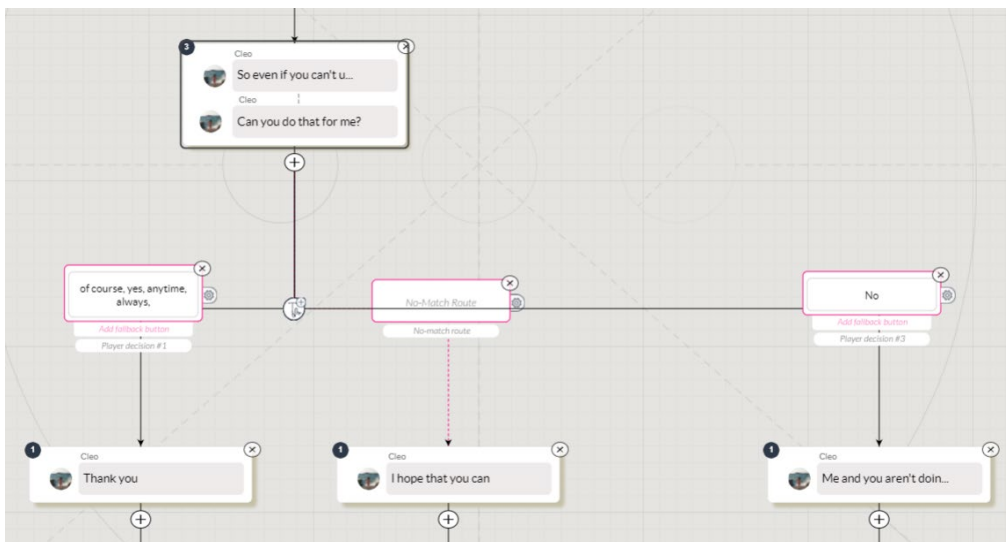 3
Cleo
So even if you can't u...
Cleo
Can you do that for me?
of course, yes, anytime,
always,
Add fallback button
Player decision #1
No-Match Route
No-match route
No
Add fallback button
Player decision #3
1
Cleo
Thank you
1
Cleo
I hope that you can
1
Cleo
Me and you aren't doin...